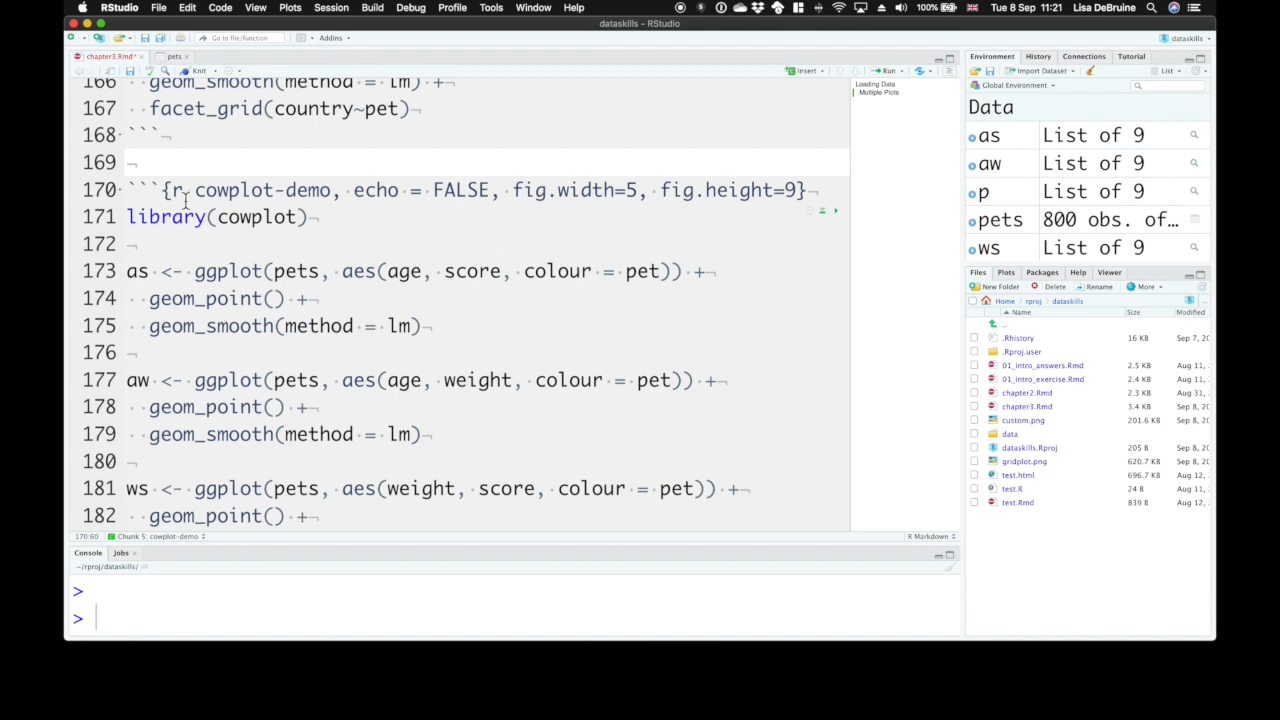 RStudio File Edit Code View Plots Session Build Debug Profile Tools Window Help 100% Tue 8 Sep 11:21 Lisa DeBruine
dataskills - RStudio
Go to file/function Addins dataskills
chapter3.Rmd* pets
Knit Insert Run
166 geom_smooth(method = lm) +
167 facet_grid(country~pet)
168 ```
169
170 ```{r cowplot-demo, echo = FALSE, fig.width=5, fig.height=9}
171 library(cowplot)
172
173 as <- ggplot(pets, aes(age, score, colour = pet)) +
174 geom_point() +
175 geom_smooth(method = lm)
176
177 aw <- ggplot(pets, aes(age, weight, colour = pet)) +
178 geom_point() +
179 geom_smooth(method = lm)
180
181 ws <- ggplot(pets, aes(weight, score, colour = pet)) +
182 geom_point() +
Loading Data
Multiple Plots
170:60 Chunk 5: cowplot-demo R Markdown
Console Jobs
~/rproj/dataskills/
>
>
Environment History Connections Tutorial
Import Dataset List
Global Environment
Data
as List of 9
aw List of 9
p List of 9
pets 800 obs. of…
ws List of 9
Files Plots Packages Help Viewer
New Folder Delete Rename More
Home rproj dataskills
Name Size Modified
..
.Rhistory 16 KB Sep 7, 20
.Rproj.user
01_intro_answers.Rmd 2.5 KB Aug 11,
01_intro_exercise.Rmd 2.4 KB Aug 11,
chapter2.Rmd 2.3 KB Aug 31,
chapter3.Rmd 3.4 KB Sep 8, 20
custom.png 201.6 KB Sep 8, 20
data
dataskills.Rproj 205 B Sep 8, 20
gridplot.png 620.7 KB Sep 8, 20
test.html 696.7 KB Aug 12,
test.R 24 B Aug 11,
test.Rmd 839 B Aug 12,